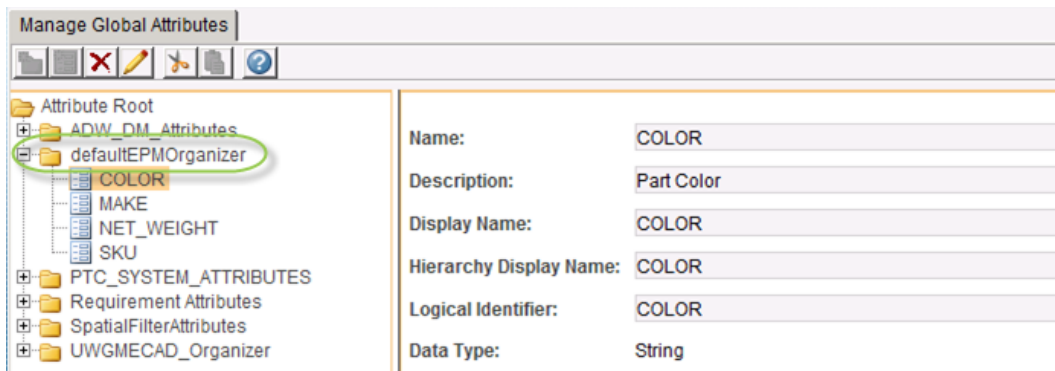 Manage Global Attributes
Attribute Root
ADW_DM_Attributes
defaultEPMOrganizer
COLOR
MAKE
NET_WEIGHT
SKU
PTC_SYSTEM_ATTRIBUTES
Requirement Attributes
SpatialFilterAttributes
UWGMECAD_Organizer
Name: COLOR
Description: Part Color
Display Name: COLOR
Hierarchy Display Name: COLOR
Logical Identifier: COLOR
Data Type: String